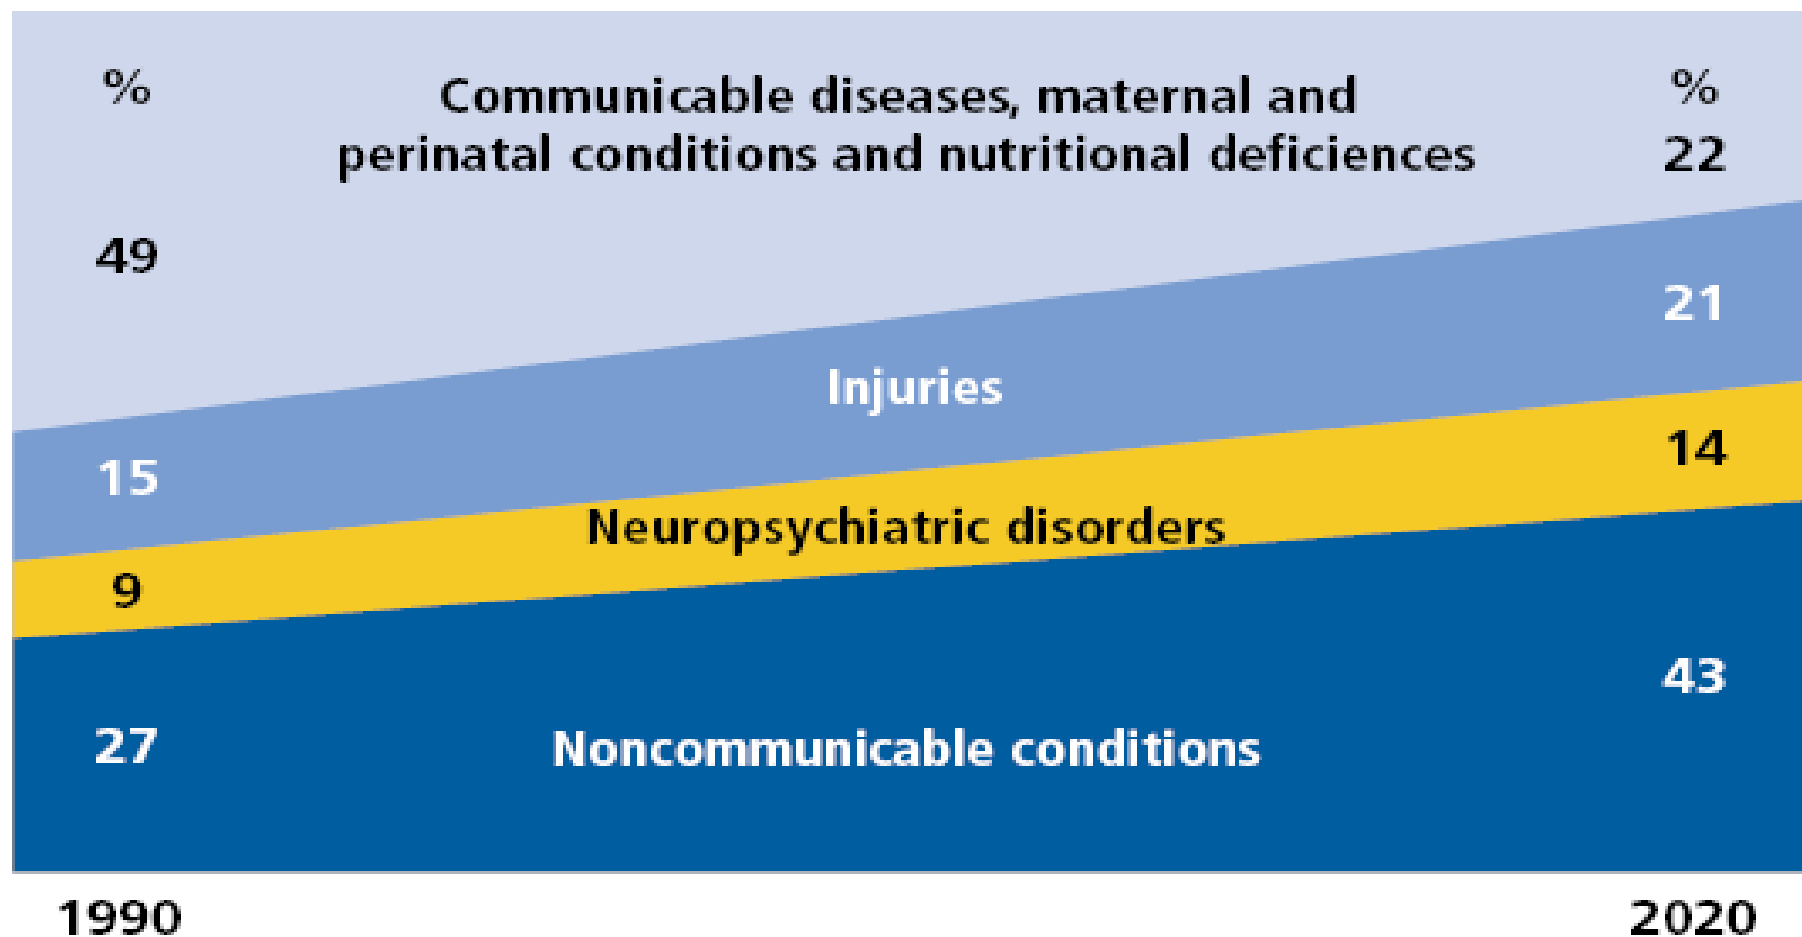 %
Communicable diseases, maternal and
%
perinatal conditions and nutritional deficiences
22
49
21
Injuries
15
14
Neuropsychiatric disorders
9
43
27
Noncommunicable conditions
1990
2020